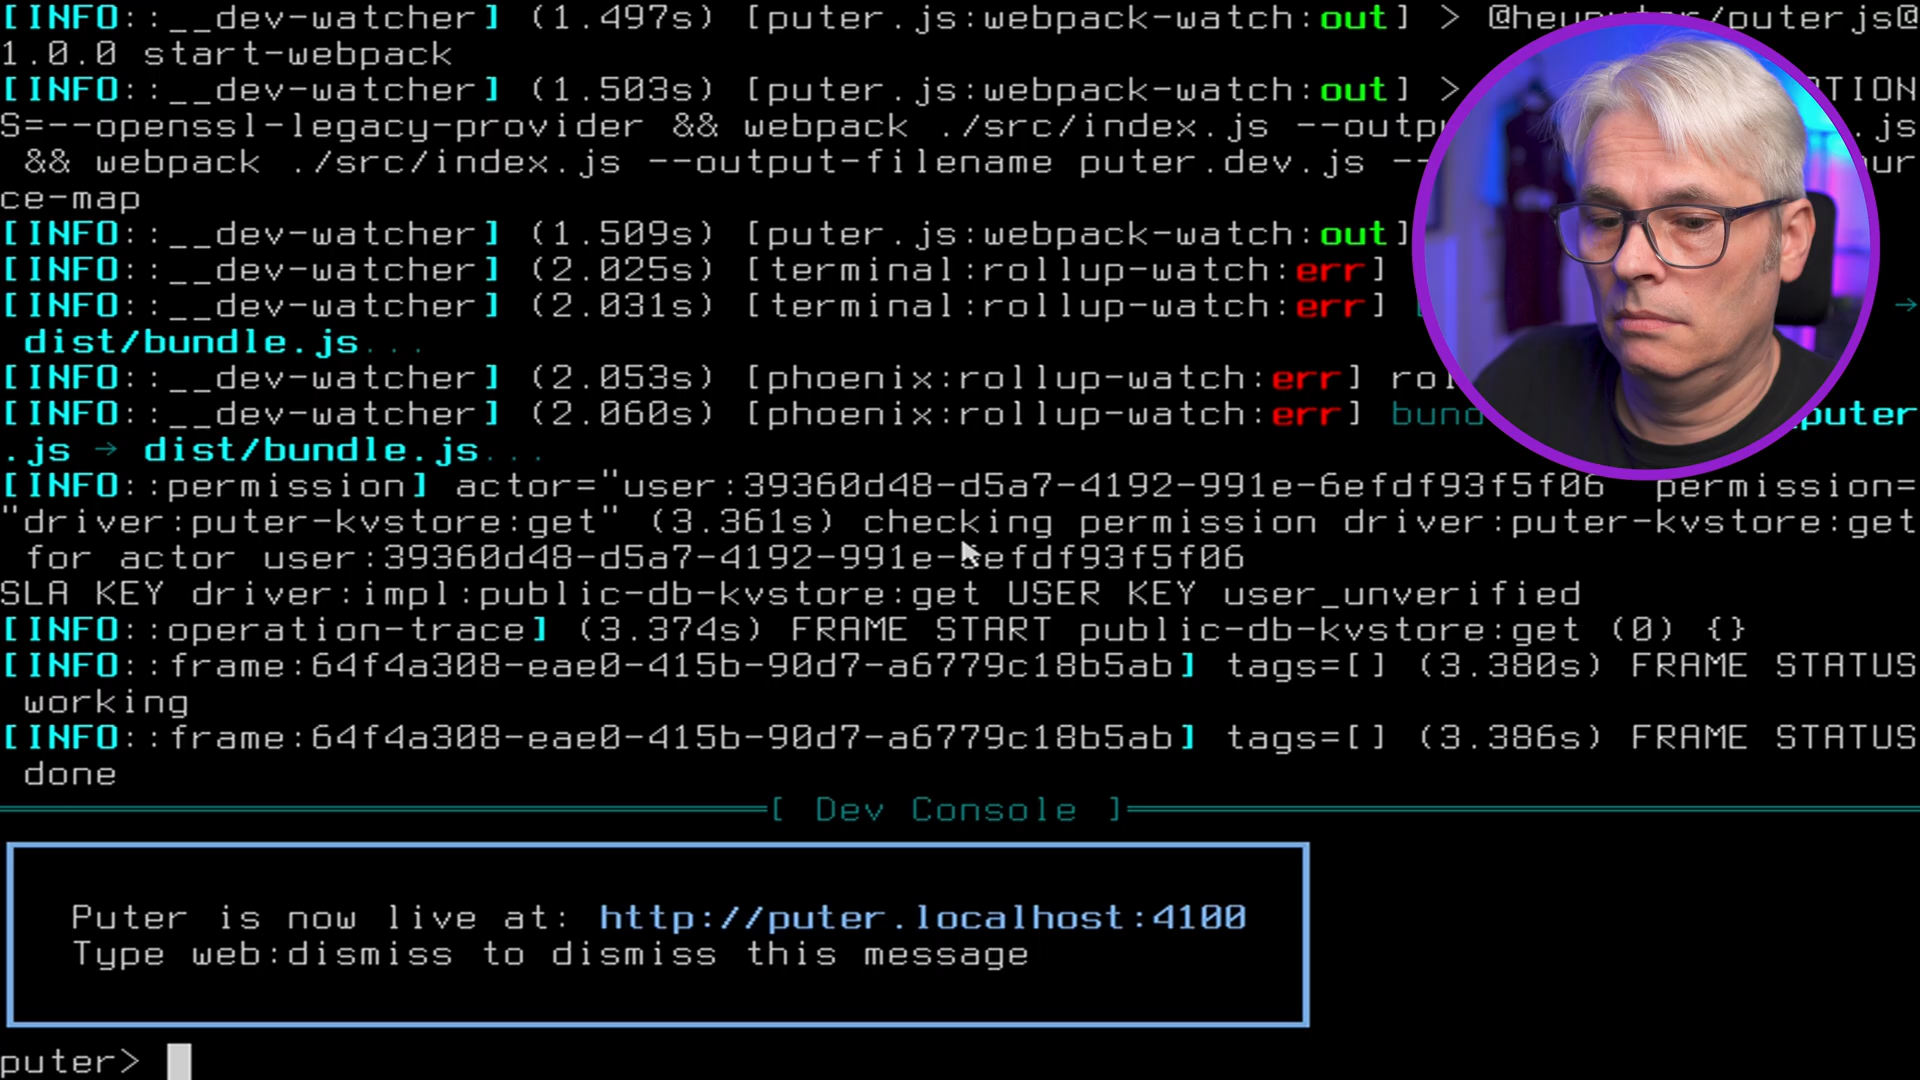 [INFO::__dev-watcher] (1.497s) [puter.js:webpack-watch:out] > @heyputer/puterjs@
1.0.0 start-webpack
[INFO::__dev-watcher] (1.503s) [puter.js:webpack-watch:out] > TION
S=--openssl-legacy-provider && webpack ./src/index.js --outpu .js
&& webpack ./src/index.js --output-filename puter.dev.js -- ur
ce-map
[INFO::__dev-watcher] (1.509s) [puter.js:webpack-watch:out]
[INFO::__dev-watcher] (2.025s) [terminal:rollup-watch:err]
[INFO::__dev-watcher] (2.031s) [terminal:rollup-watch:err] →
dist/bundle.js...
[INFO::__dev-watcher] (2.053s) [phoenix:rollup-watch:err] rol
[INFO::__dev-watcher] (2.060s) [phoenix:rollup-watch:err] bund puter
.js → dist/bundle.js...
[INFO::permission] actor="user:39360d48-d5a7-4192-991e-6efdf93f5f06 permission=
"driver:puter-kvstore:get" (3.361s) checking permission driver:puter-kvstore:get
for actor user:39360d48-d5a7-4192-991e-6efdf93f5f06
SLA KEY driver:impl:public-db-kvstore:get USER KEY user_unverified
[INFO::operation-trace] (3.374s) FRAME START public-db-kvstore:get (0) {}
[INFO::frame:64f4a308-eae0-415b-90d7-a6779c18b5ab] tags=[] (3.380s) FRAME STATUS
working
[INFO::frame:64f4a308-eae0-415b-90d7-a6779c18b5ab] tags=[] (3.386s) FRAME STATUS
done
[ Dev Console ]
Puter is now live at: http://puter.localhost:4100
Type web:dismiss to dismiss this message
puter>